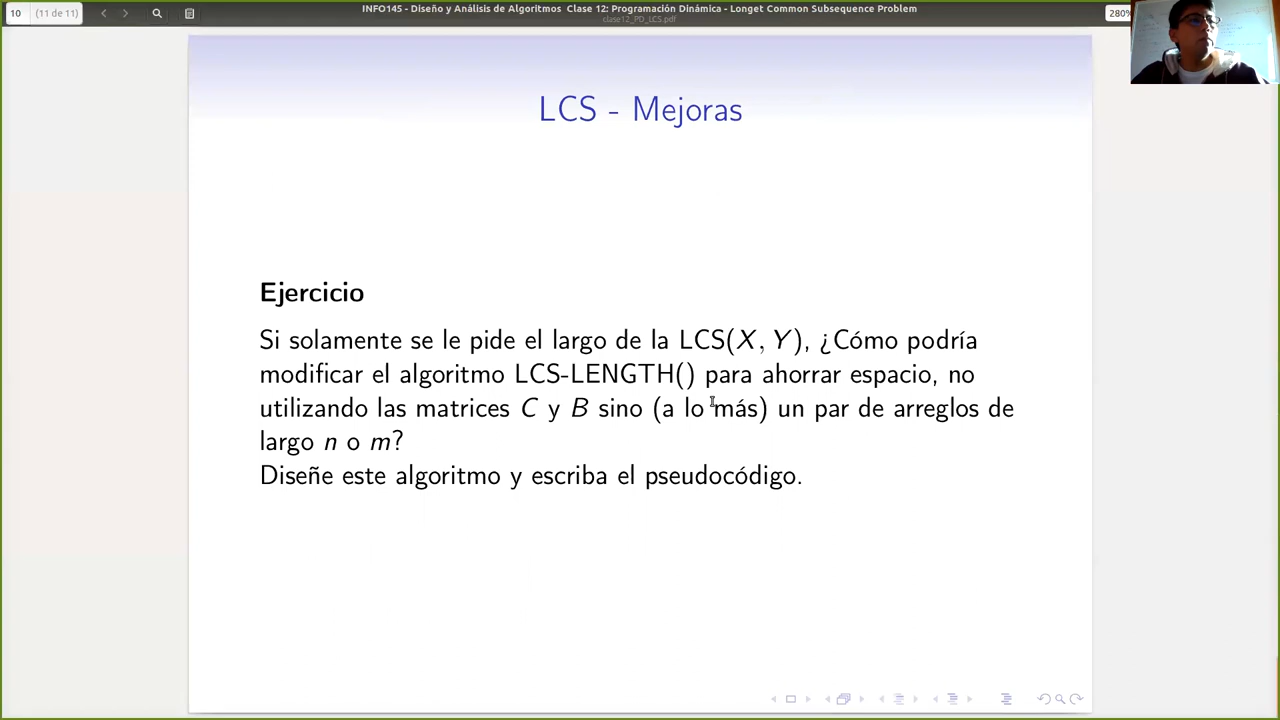 10 (11 de 11)
INFO145 - Diseño y Análisis de Algoritmos Clase 12: Programación Dinámica - Longet Common Subsequence Problem
clase12_PD_LCS.pdf
280%
LCS - Mejoras
Ejercicio
Si solamente se le pide el largo de la LCS(X, Y), ¿Cómo podría
modificar el algoritmo LCS-LENGTH() para ahorrar espacio, no
utilizando las matrices C y B sino (a lo más) un par de arreglos de
largo n o m?
Diseñe este algoritmo y escriba el pseudocódigo.